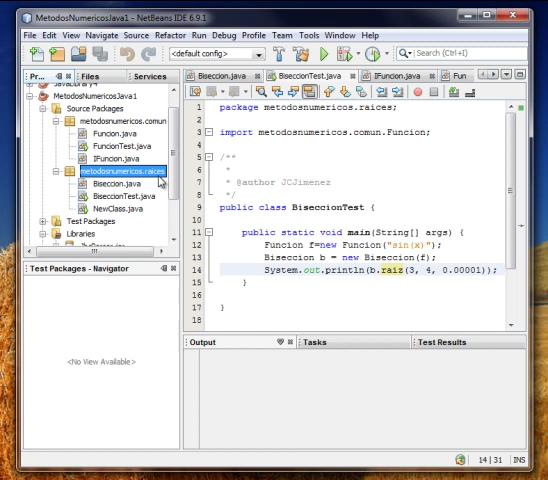 MetodosNumericosJava1 - NetBeans IDE 6.9.1
File Edit View Navigate Source Refactor Run Debug Profile Team Tools Window Help
<default config>
Search (Ctrl+I)
Pr... Files Services
Biseccion.java BiseccionTest.java IFuncion.java Fun
MetodosNumericosJava1
Source Packages
metodosnumericos.comun
Funcion.java
FuncionTest.java
IFuncion.java
metodosnumericos.raices
Biseccion.java
BiseccionTest.java
NewClass.java
Test Packages
Libraries
1 package metodosnumericos.raices;
2
3 import metodosnumericos.comun.Funcion;
4
5 /**
6 *
7 * @author JCJimenez
8 */
9 public class BiseccionTest {
10
11 public static void main(String[] args) {
12 Funcion f=new Funcion("sin(x)");
13 Biseccion b = new Biseccion(f);
14 System.out.println(b.raiz(3, 4, 0.00001));
15 }
16
17 }
18
Test Packages - Navigator
<No View Available>
Output Tasks Test Results
14 | 31 INS